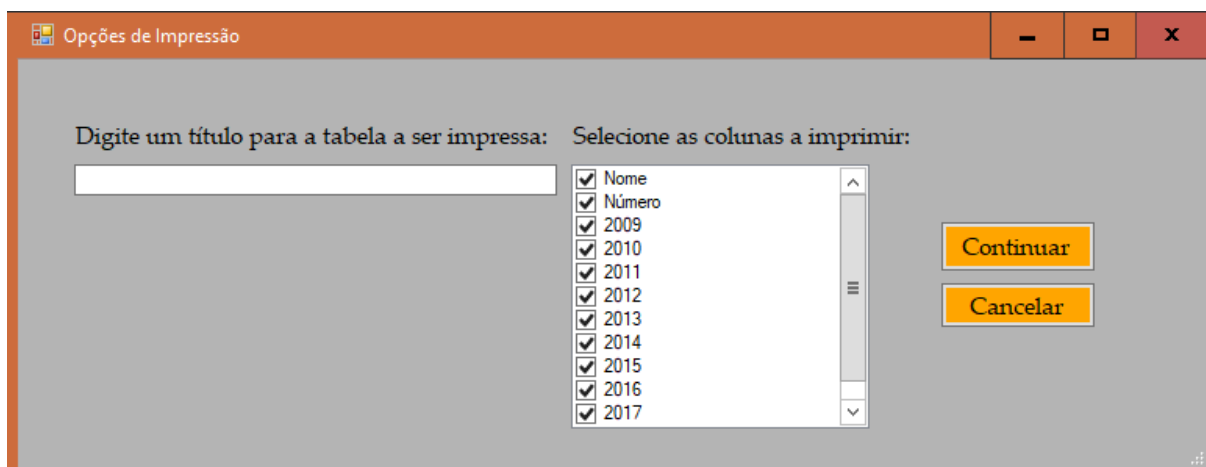 Opções de Impressão
Digite um título para a tabela a ser impressa:
Selecione as colunas a imprimir:
Nome
Número
2009
2010
2011
2012
2013
2014
2015
2016
2017
Continuar
Cancelar